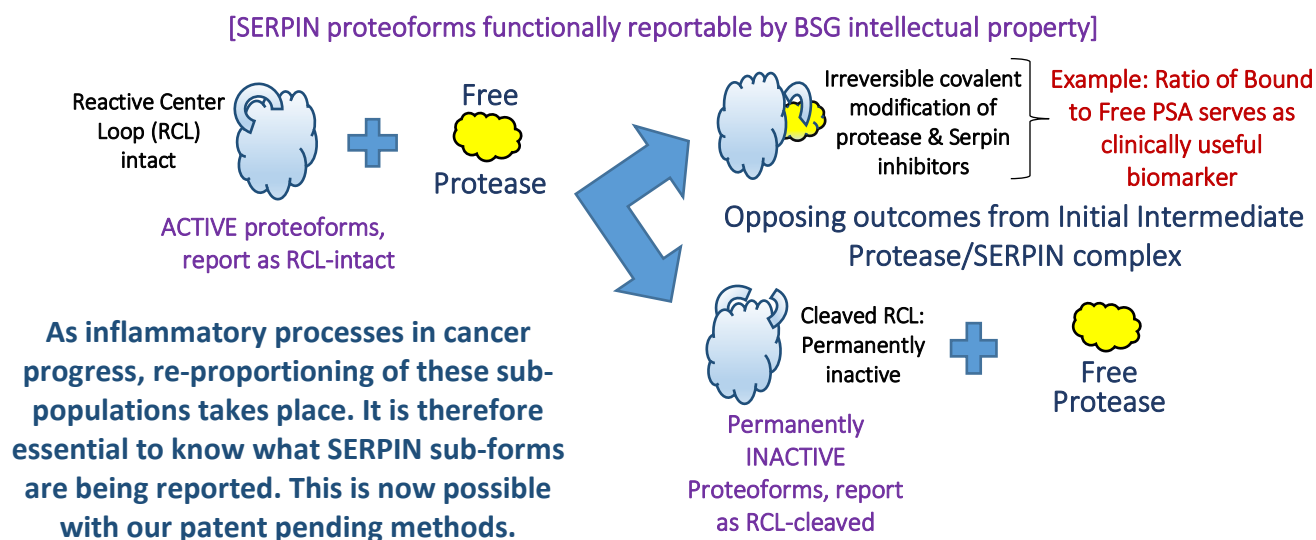 [SERPIN proteoforms functionally reportable by BSG intellectual property]
Reactive Center
Loop (RCL)
intact
Free
Protease
ACTIVE proteoforms,
report as RCL-intact
Irreversible covalent
modification of
protease & Serpin
inhibitors
Example: Ratio of Bound
to Free PSA serves as
clinically useful
biomarker
Opposing outcomes from Initial Intermediate
Protease/SERPIN complex
As inflammatory processes in cancer
progress, re-proportioning of these sub-
populations takes place. It is therefore
essential to know what SERPIN sub-forms
are being reported. This is now possible
with our patent pending methods.
Cleaved RCL:
Permanently
inactive
Free
Protease
Permanently
INACTIVE
Proteoforms, report
as RCL-cleaved